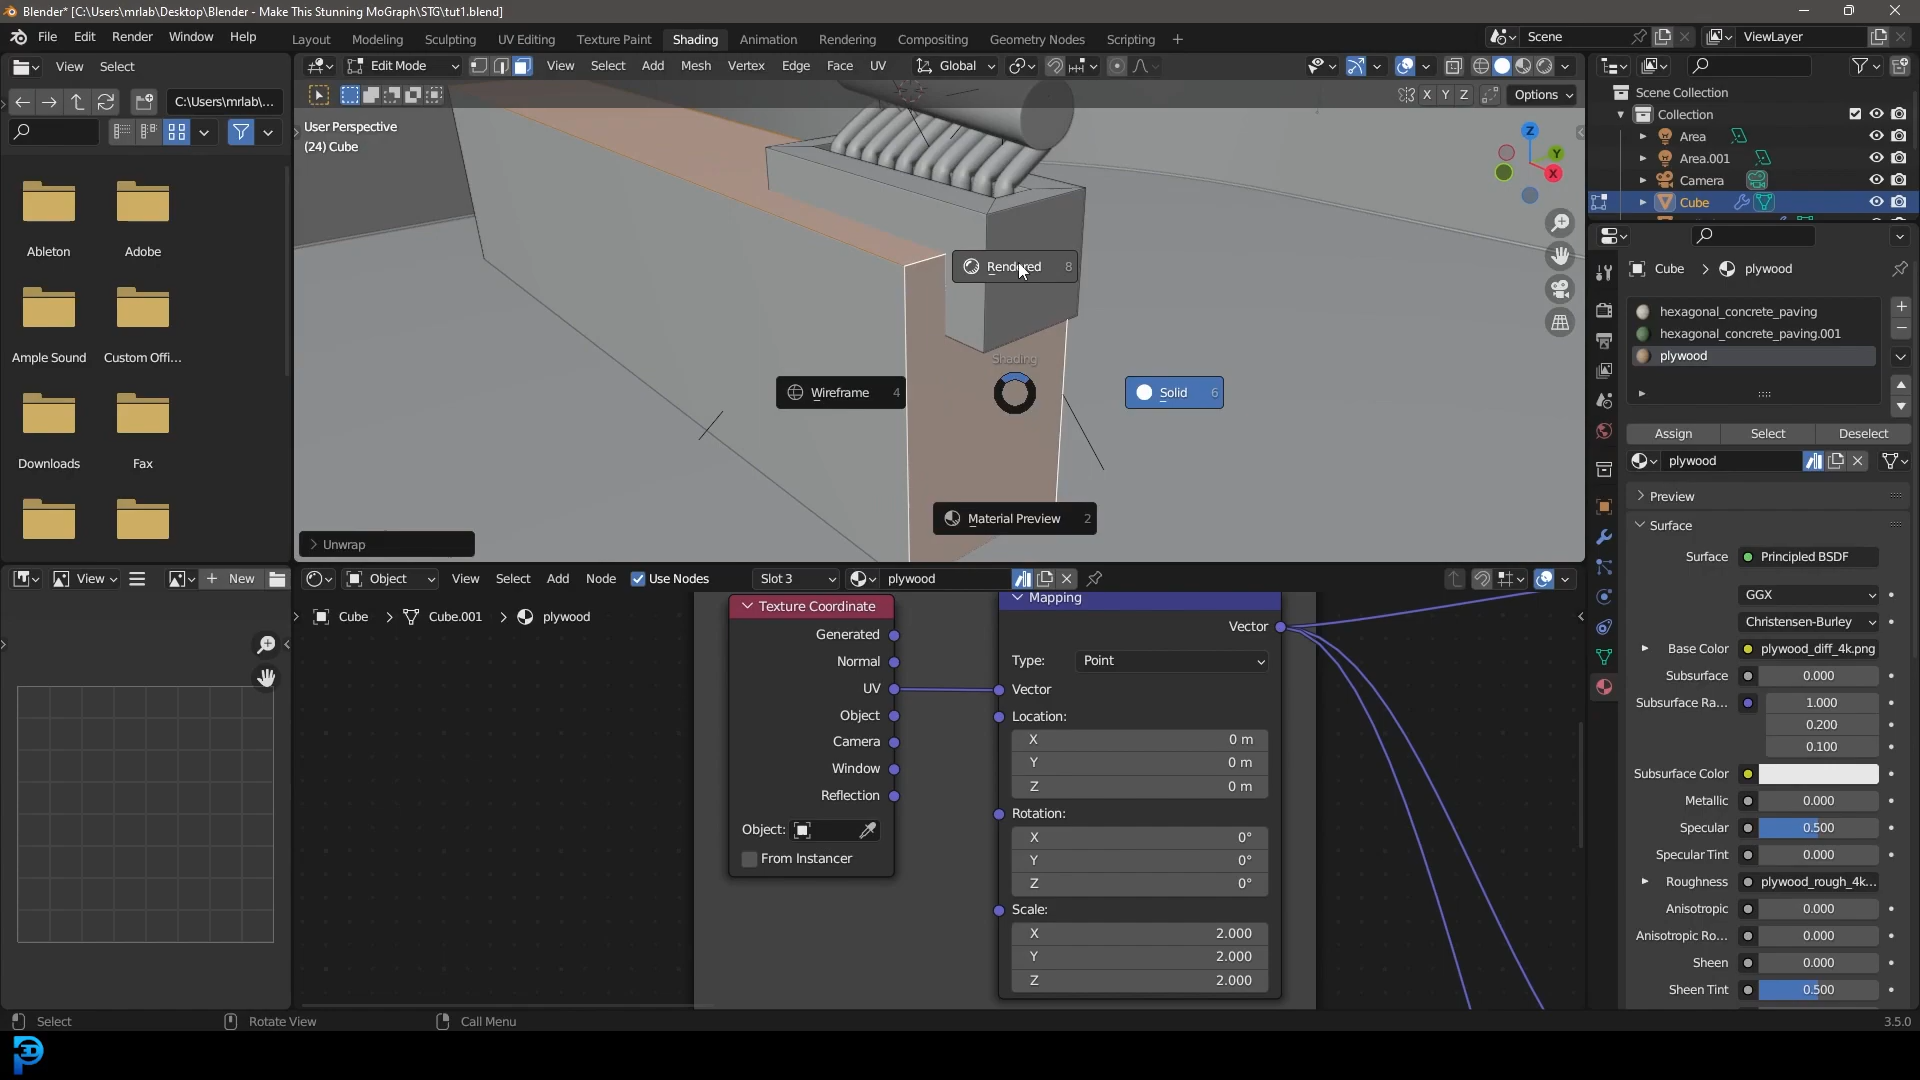 Blender* [C:\Users\mrlab\Desktop\Blender - Make This Stunning MoGraph\STG\tut1.blend]
File Edit Render Window Help
Layout Modeling Sculpting UV Editing Texture Paint Shading Animation Rendering Compositing Geometry Nodes Scripting +
Scene
ViewLayer
View Select
Edit Mode View Select Add Mesh Vertex Edge Face UV Global
C:\Users\mrlab\...
X Y Z Options
User Perspective
(24) Cube
Z
Y
X
Scene Collection
Collection
Area
Area.001
Camera
Cube
Ableton
Adobe
Ample Sound
Custom Offi...
Downloads
Fax
Rendered 8
Shading
Wireframe 4
Solid 6
Material Preview 2
Unwrap
Cube > plywood
hexagonal_concrete_paving
hexagonal_concrete_paving.001
plywood
Assign Select Deselect
plywood
Preview
Surface
Surface Principled BSDF
GGX
Christensen-Burley
Base Color plywood_diff_4k.png
Subsurface 0.000
Subsurface Ra... 1.000
0.200
0.100
Subsurface Color
Metallic 0.000
Specular 0.500
Specular Tint 0.000
Roughness plywood_rough_4k...
Anisotropic 0.000
Anisotropic Ro... 0.000
Sheen 0.000
Sheen Tint 0.500
View + New
Object View Select Add Node Use Nodes Slot 3 plywood
Cube > Cube.001 > plywood
Texture Coordinate
Generated
Normal
UV
Object
Camera
Window
Reflection
Object:
From Instancer
Mapping
Vector
Type: Point
Vector
Location:
X 0 m
Y 0 m
Z 0 m
Rotation:
X 0°
Y 0°
Z 0°
Scale:
X 2.000
Y 2.000
Z 2.000
Select Rotate View Call Menu
3.5.0